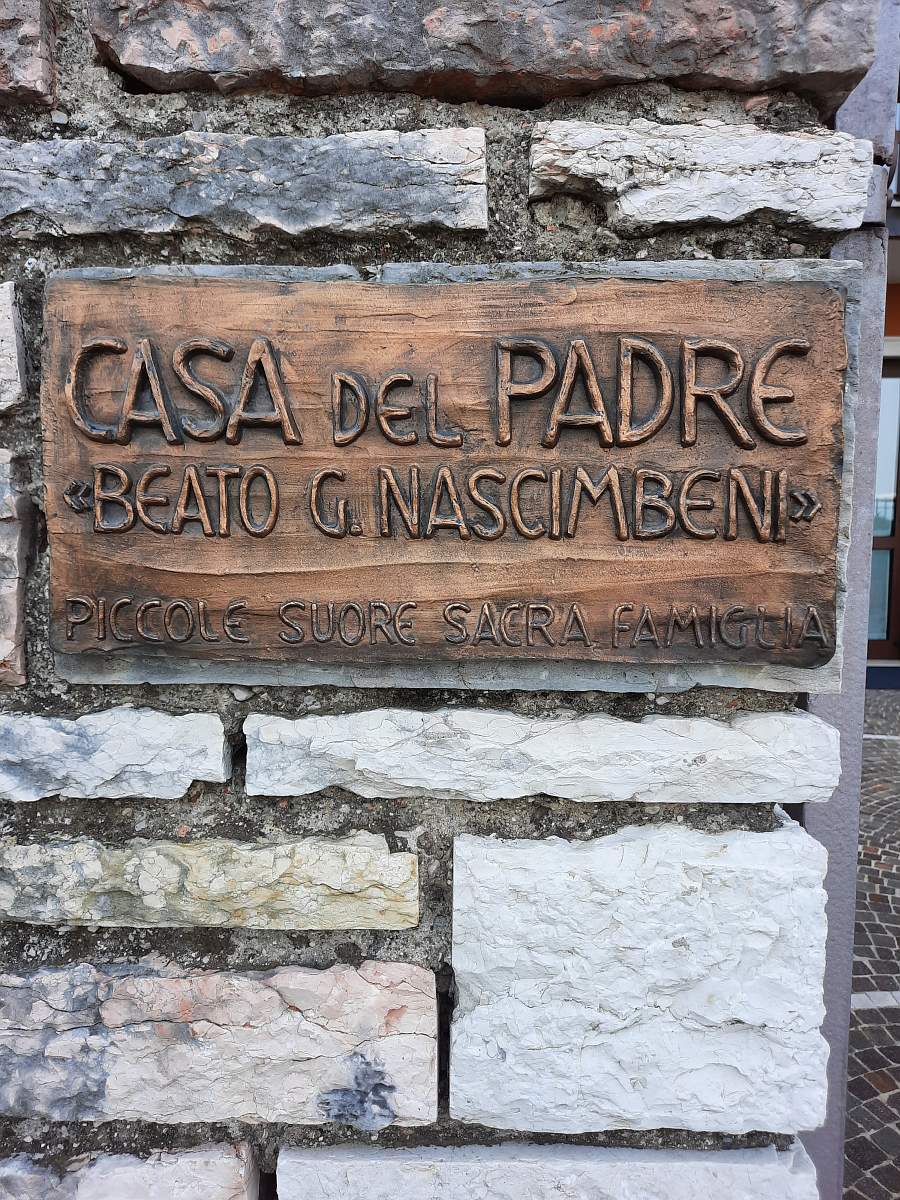 CASA DEL PADRE
«BEATO G. NASCIMBENI»
PICCOLE SUORE SACRA FAMIGLIA